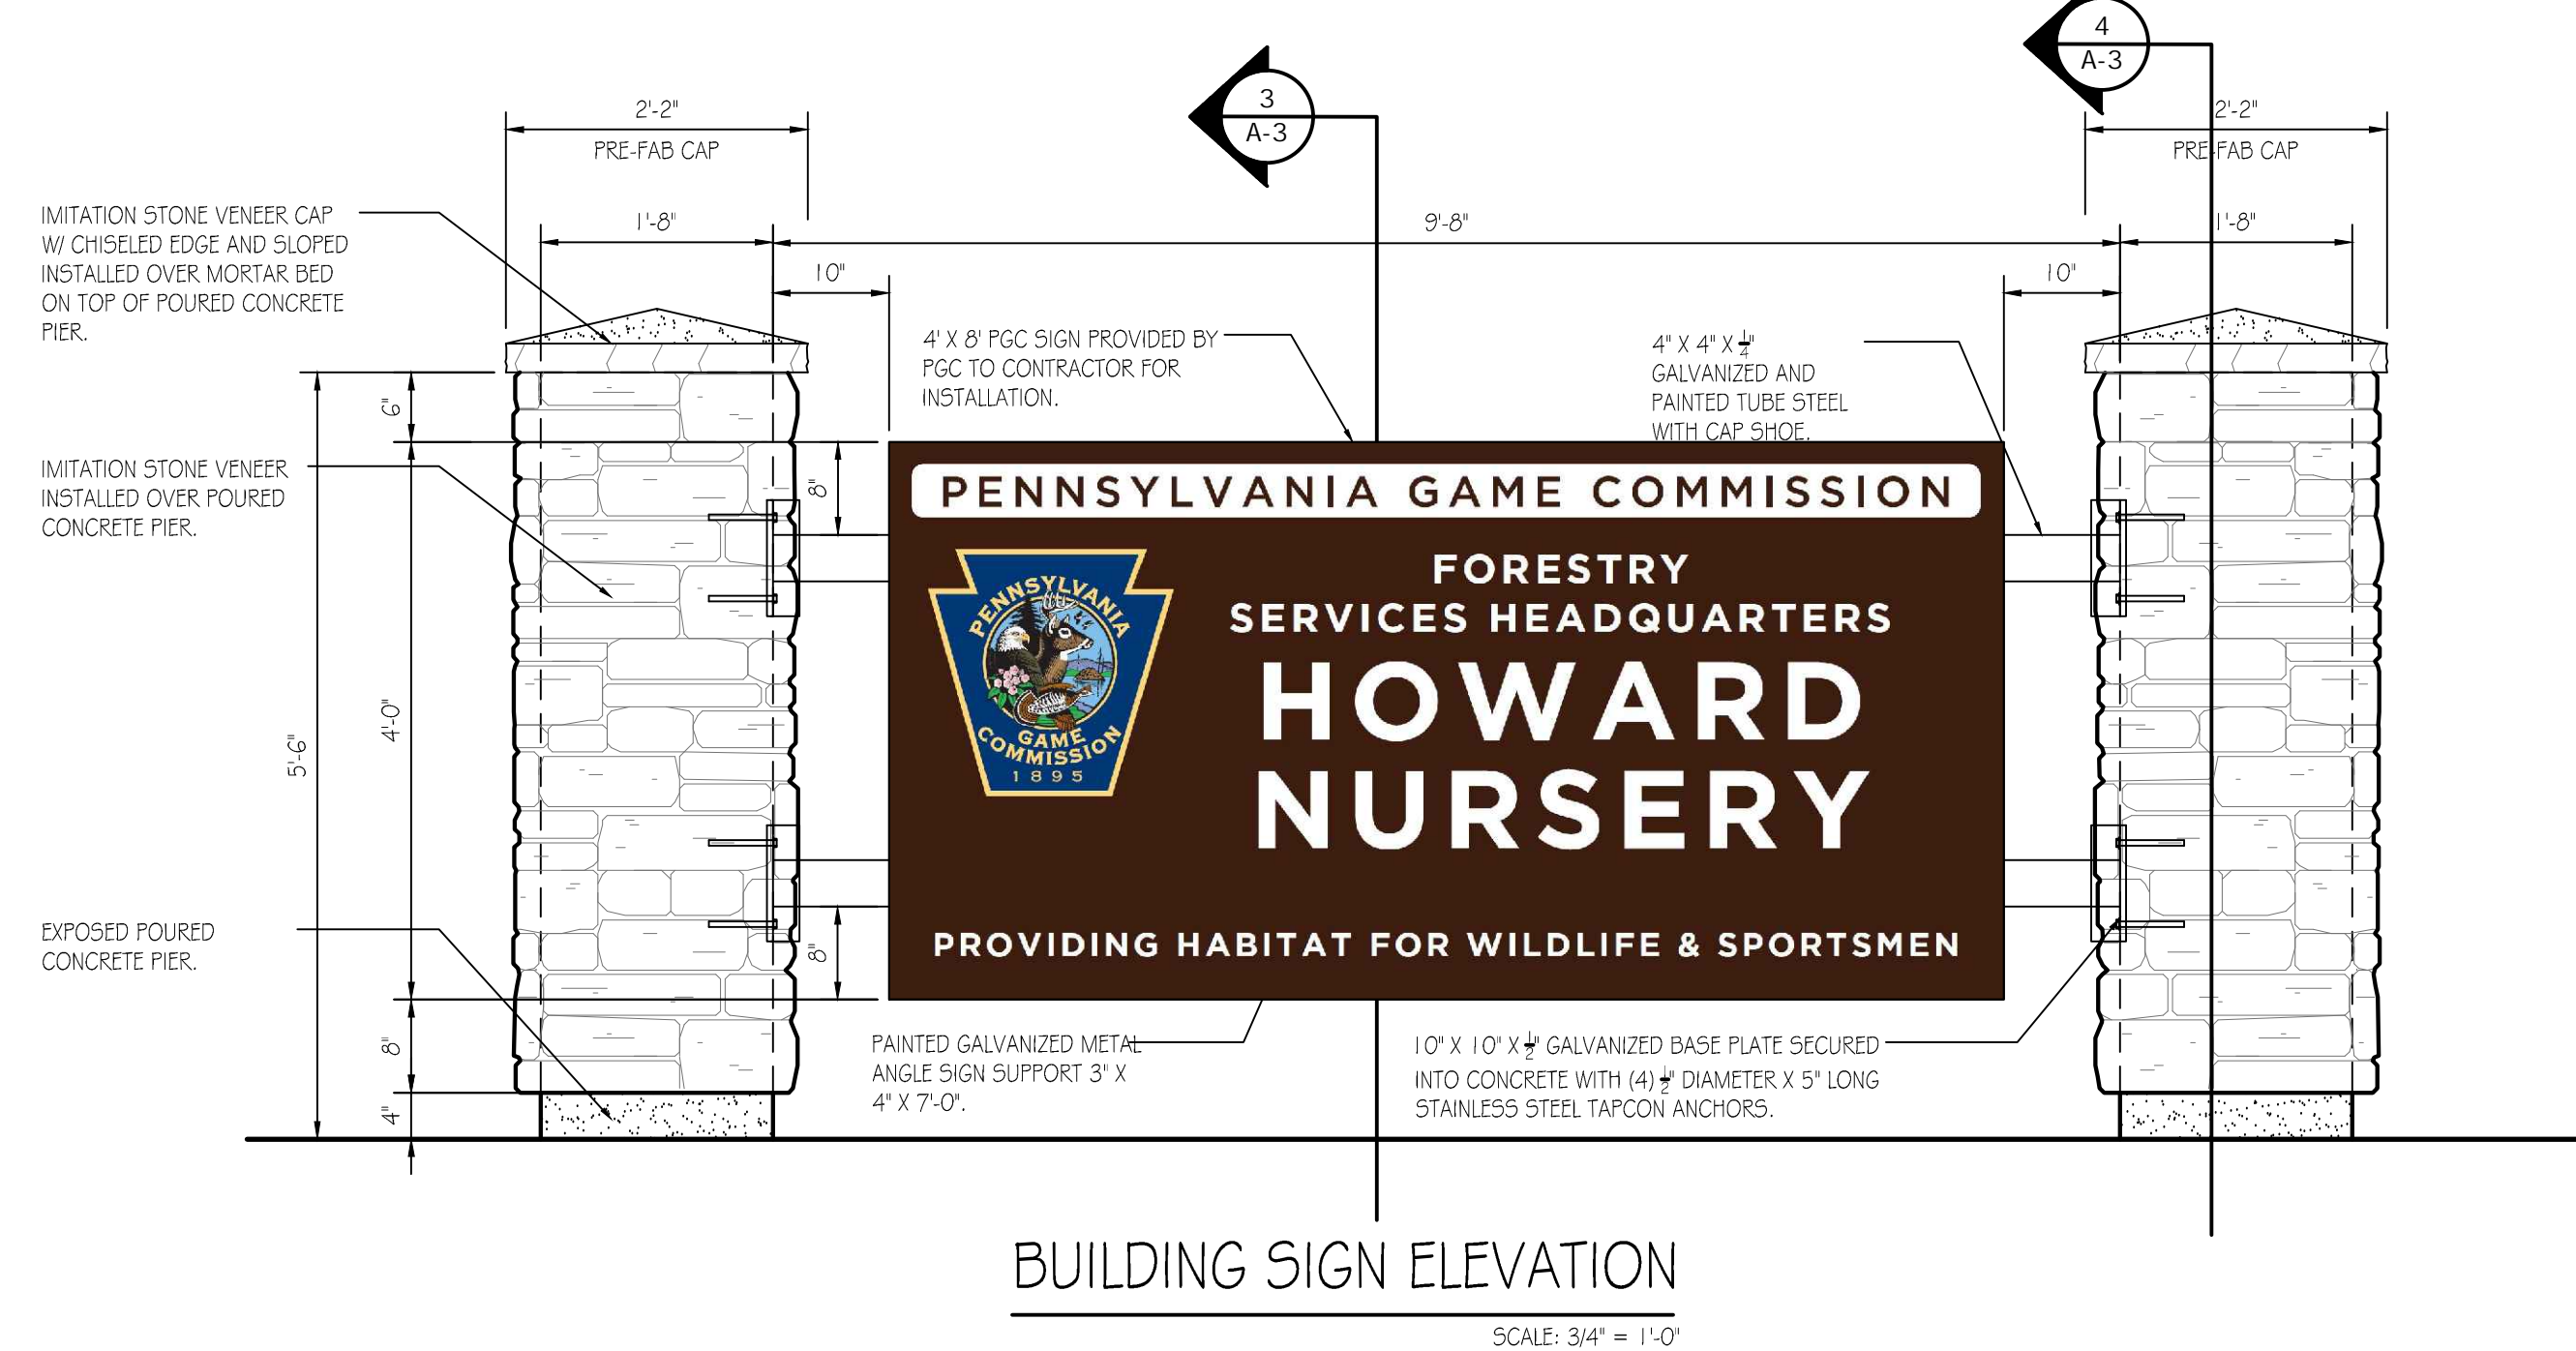 4
A-3
3
A-3
2'-2"
PRE-FAB CAP
2'-2"
PRE-FAB CAP
IMITATION STONE VENEER CAP
W/ CHISELED EDGE AND SLOPED
INSTALLED OVER MORTAR BED
ON TOP OF POURED CONCRETE
PIER.
1'-8"
9'-8"
1'-8"
10"
10"
4' X 8' PGC SIGN PROVIDED BY
PGC TO CONTRACTOR FOR
INSTALLATION.
4" X 4" X 1/4"
GALVANIZED AND
PAINTED TUBE STEEL
WITH CAP SHOE.
6"
IMITATION STONE VENEER
INSTALLED OVER POURED
CONCRETE PIER.
8"
PENNSYLVANIA GAME COMMISSION
FORESTRY
SERVICES HEADQUARTERS
HOWARD
NURSERY
PENNSYLVANIA
GAME
COMMISSION
1895
PROVIDING HABITAT FOR WILDLIFE & SPORTSMEN
4'-0"
5'-6"
EXPOSED POURED
CONCRETE PIER.
8"
8"
4"
PAINTED GALVANIZED METAL
ANGLE SIGN SUPPORT 3" X
4" X 7'-0".
10" X 10" X 1/2" GALVANIZED BASE PLATE SECURED
INTO CONCRETE WITH (4) 1/2" DIAMETER X 5" LONG
STAINLESS STEEL TAPCON ANCHORS.
BUILDING SIGN ELEVATION
SCALE: 3/4" = 1'-0"